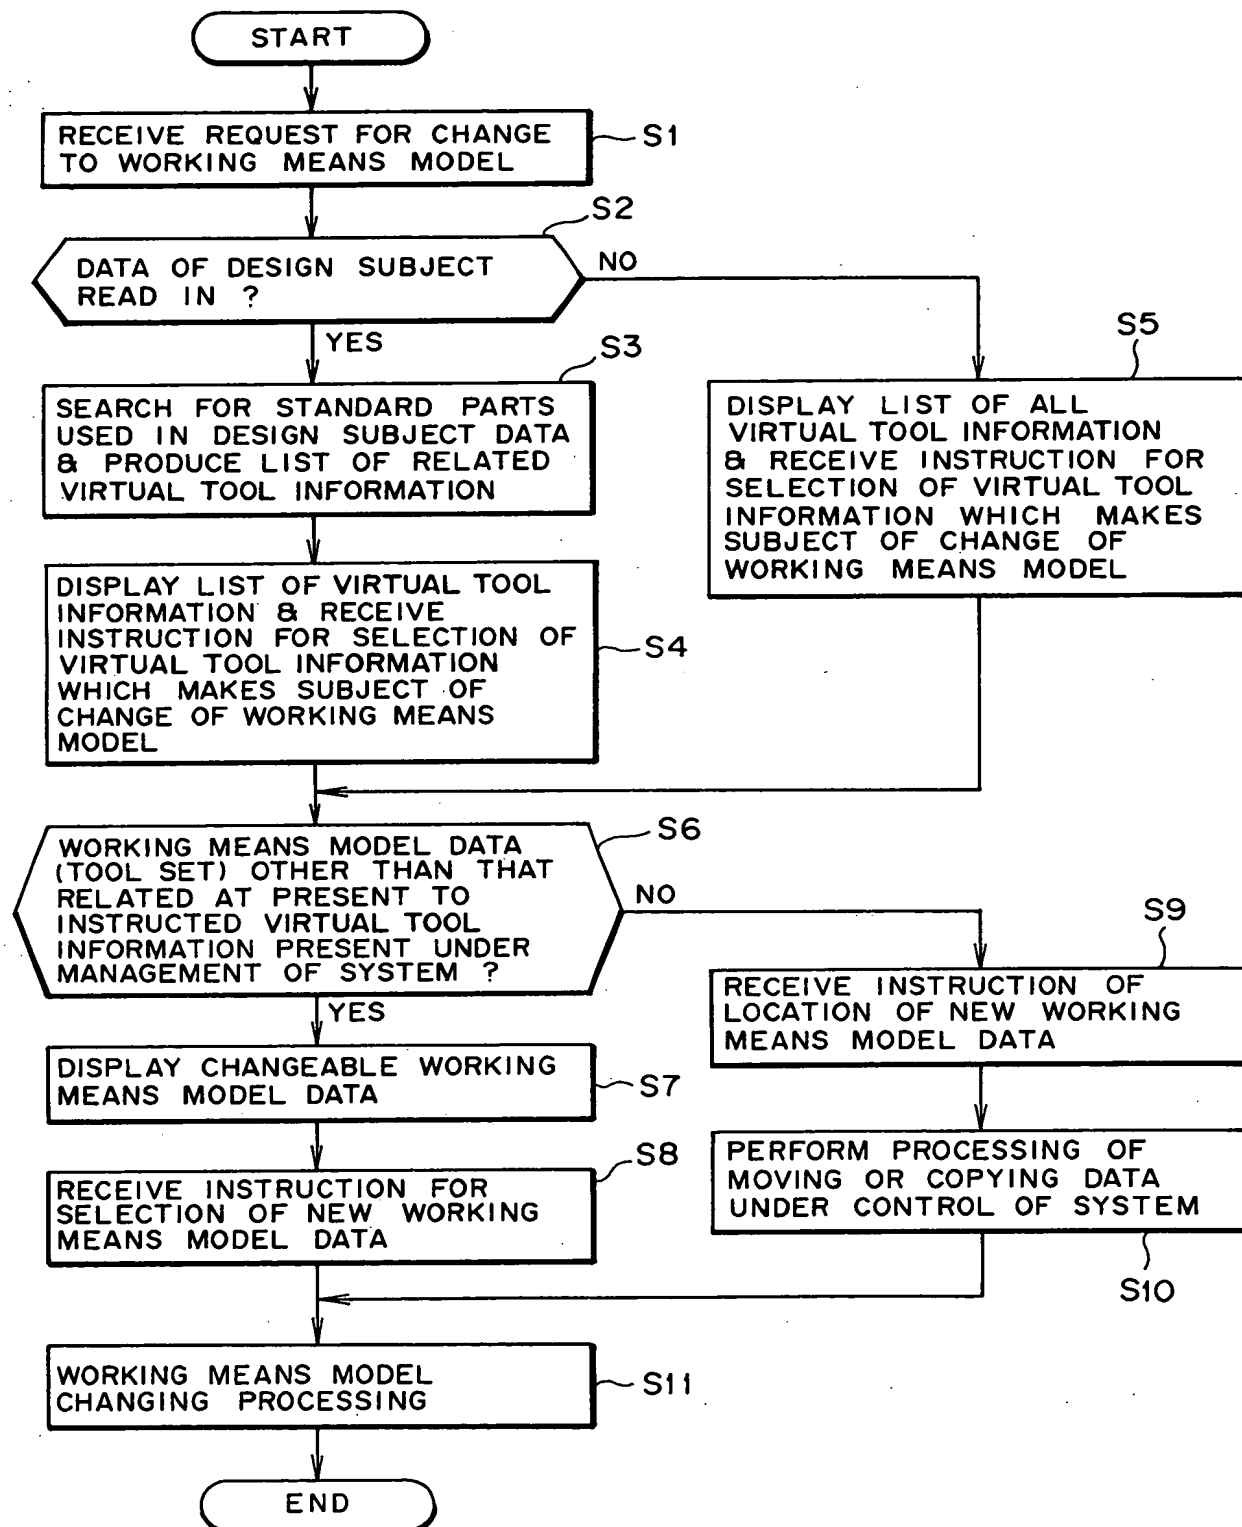 START
RECEIVE REQUEST FOR CHANGE
TO WORKING MEANS MODEL
S1
S2
DATA OF DESIGN SUBJECT
READ IN ?
NO
YES
S3
SEARCH FOR STANDARD PARTS
USED IN DESIGN SUBJECT DATA
& PRODUCE LIST OF RELATED
VIRTUAL TOOL INFORMATION
S5
DISPLAY LIST OF ALL
VIRTUAL TOOL INFORMATION
& RECEIVE INSTRUCTION FOR
SELECTION OF VIRTUAL TOOL
INFORMATION WHICH MAKES
SUBJECT OF CHANGE OF
WORKING MEANS MODEL
DISPLAY LIST OF VIRTUAL TOOL
INFORMATION & RECEIVE
INSTRUCTION FOR SELECTION OF
VIRTUAL TOOL INFORMATION
WHICH MAKES SUBJECT OF
CHANGE OF WORKING MEANS
MODEL
S4
S6
WORKING MEANS MODEL DATA
(TOOL SET) OTHER THAN THAT
RELATED AT PRESENT TO
INSTRUCTED VIRTUAL TOOL
INFORMATION PRESENT UNDER
MANAGEMENT OF SYSTEM ?
NO
YES
S9
RECEIVE INSTRUCTION OF
LOCATION OF NEW WORKING
MEANS MODEL DATA
DISPLAY CHANGEABLE WORKING
MEANS MODEL DATA
S7
S8
RECEIVE INSTRUCTION FOR
SELECTION OF NEW WORKING
MEANS MODEL DATA
PERFORM PROCESSING OF
MOVING OR COPYING DATA
UNDER CONTROL OF SYSTEM
S10
WORKING MEANS MODEL
CHANGING PROCESSING
S11
END